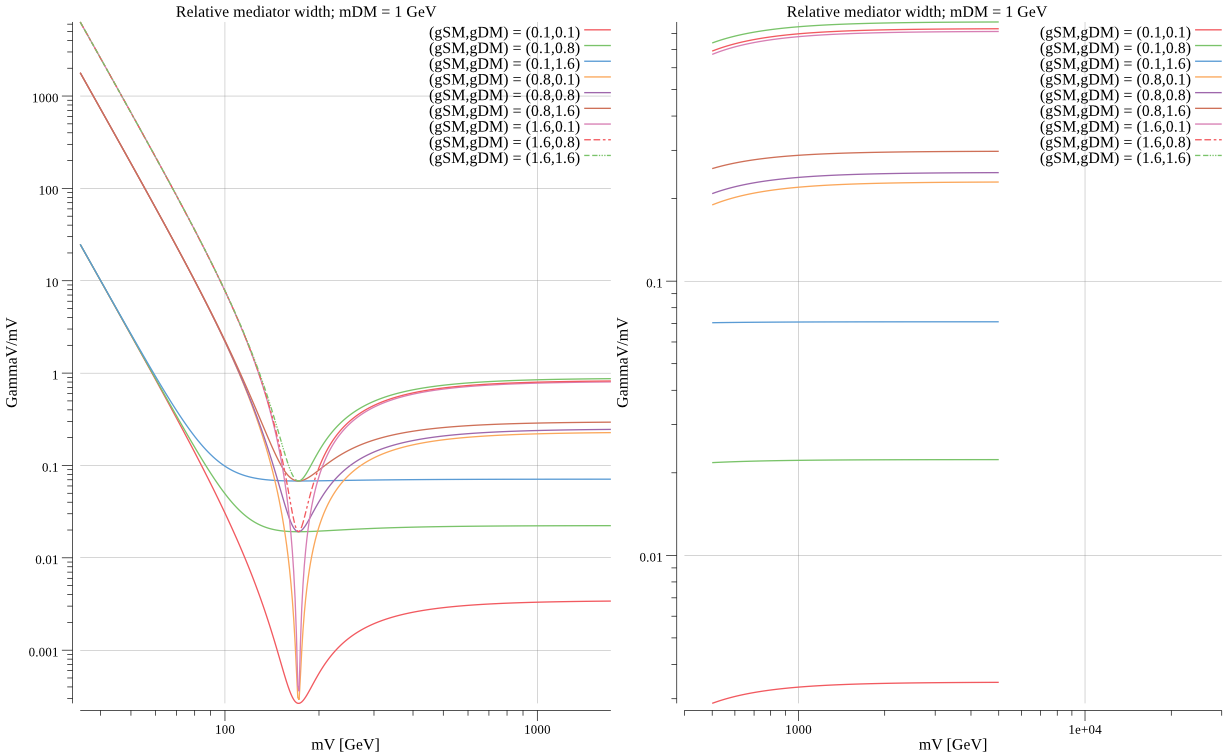 Relative mediator width; mDM = 1 GeV
(gSM,gDM) = (0.1,0.1)
(gSM,gDM) = (0.1,0.8)
(gSM,gDM) = (0.1,1.6)
(gSM,gDM) = (0.8,0.1)
(gSM,gDM) = (0.8,0.8)
(gSM,gDM) = (0.8,1.6)
(gSM,gDM) = (1.6,0.1)
(gSM,gDM) = (1.6,0.8)
(gSM,gDM) = (1.6,1.6)
GammaV/mV
1000
100
10
1
0.1
0.01
0.001
100 1000
mV [GeV]
Relative mediator width; mDM = 1 GeV
(gSM,gDM) = (0.1,0.1)
(gSM,gDM) = (0.1,0.8)
(gSM,gDM) = (0.1,1.6)
(gSM,gDM) = (0.8,0.1)
(gSM,gDM) = (0.8,0.8)
(gSM,gDM) = (0.8,1.6)
(gSM,gDM) = (1.6,0.1)
(gSM,gDM) = (1.6,0.8)
(gSM,gDM) = (1.6,1.6)
GammaV/mV
0.1
0.01
1000 1e+04
mV [GeV]